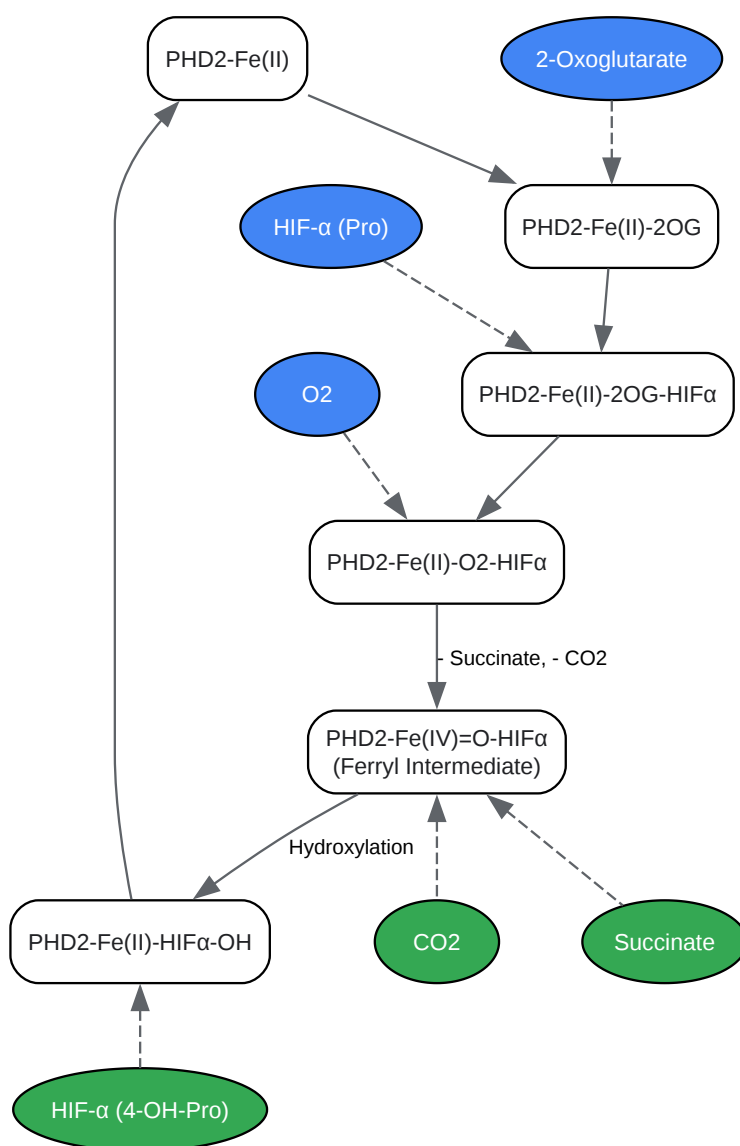 PHD2-Fe(II)
2-Oxoglutarate
HIF-α (Pro)
PHD2-Fe(II)-2OG
O2
PHD2-Fe(II)-2OG-HIFα
PHD2-Fe(II)-O2-HIFα
- Succinate, - CO2
PHD2-Fe(IV)=O-HIFα
(Ferryl Intermediate)
Hydroxylation
PHD2-Fe(II)-HIFα-OH
CO2
Succinate
HIF-α (4-OH-Pro)